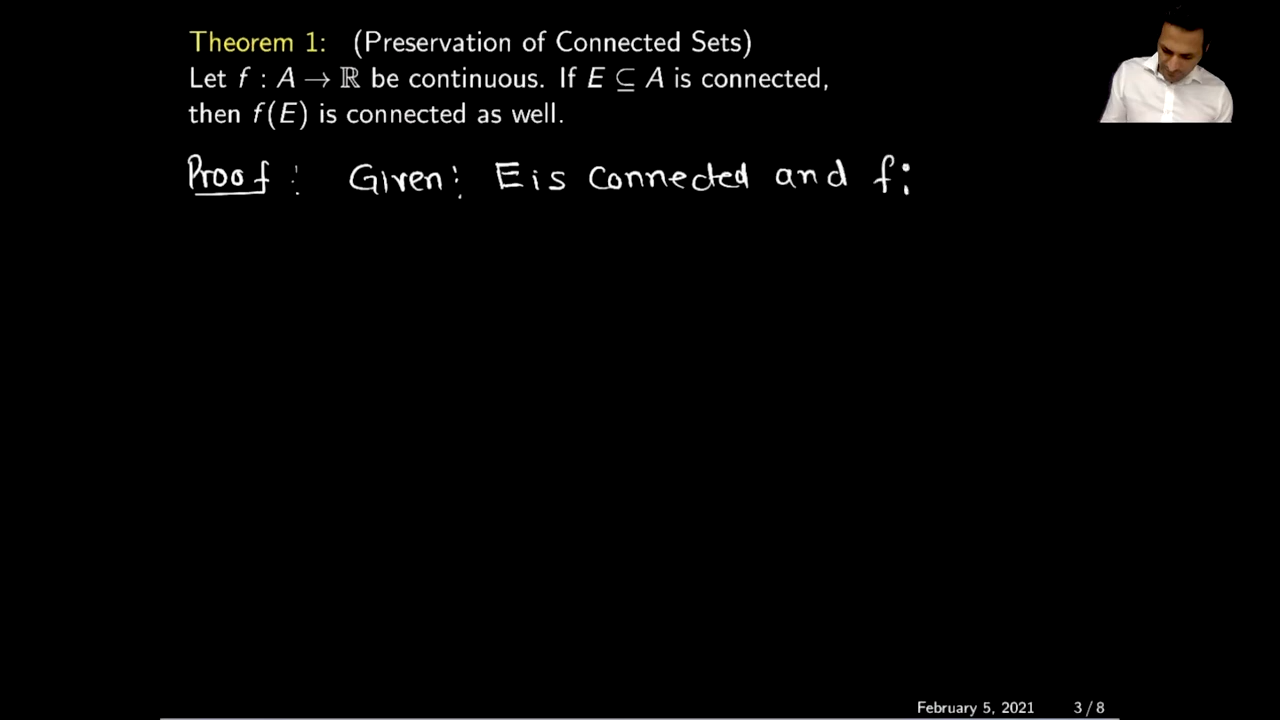 Theorem 1: (Preservation of Connected Sets)
Let f : A → ℝ be continuous. If E ⊆ A is connected,
then f(E) is connected as well.
Proof : Given : E is connected and f :
February 5, 2021 3 / 8